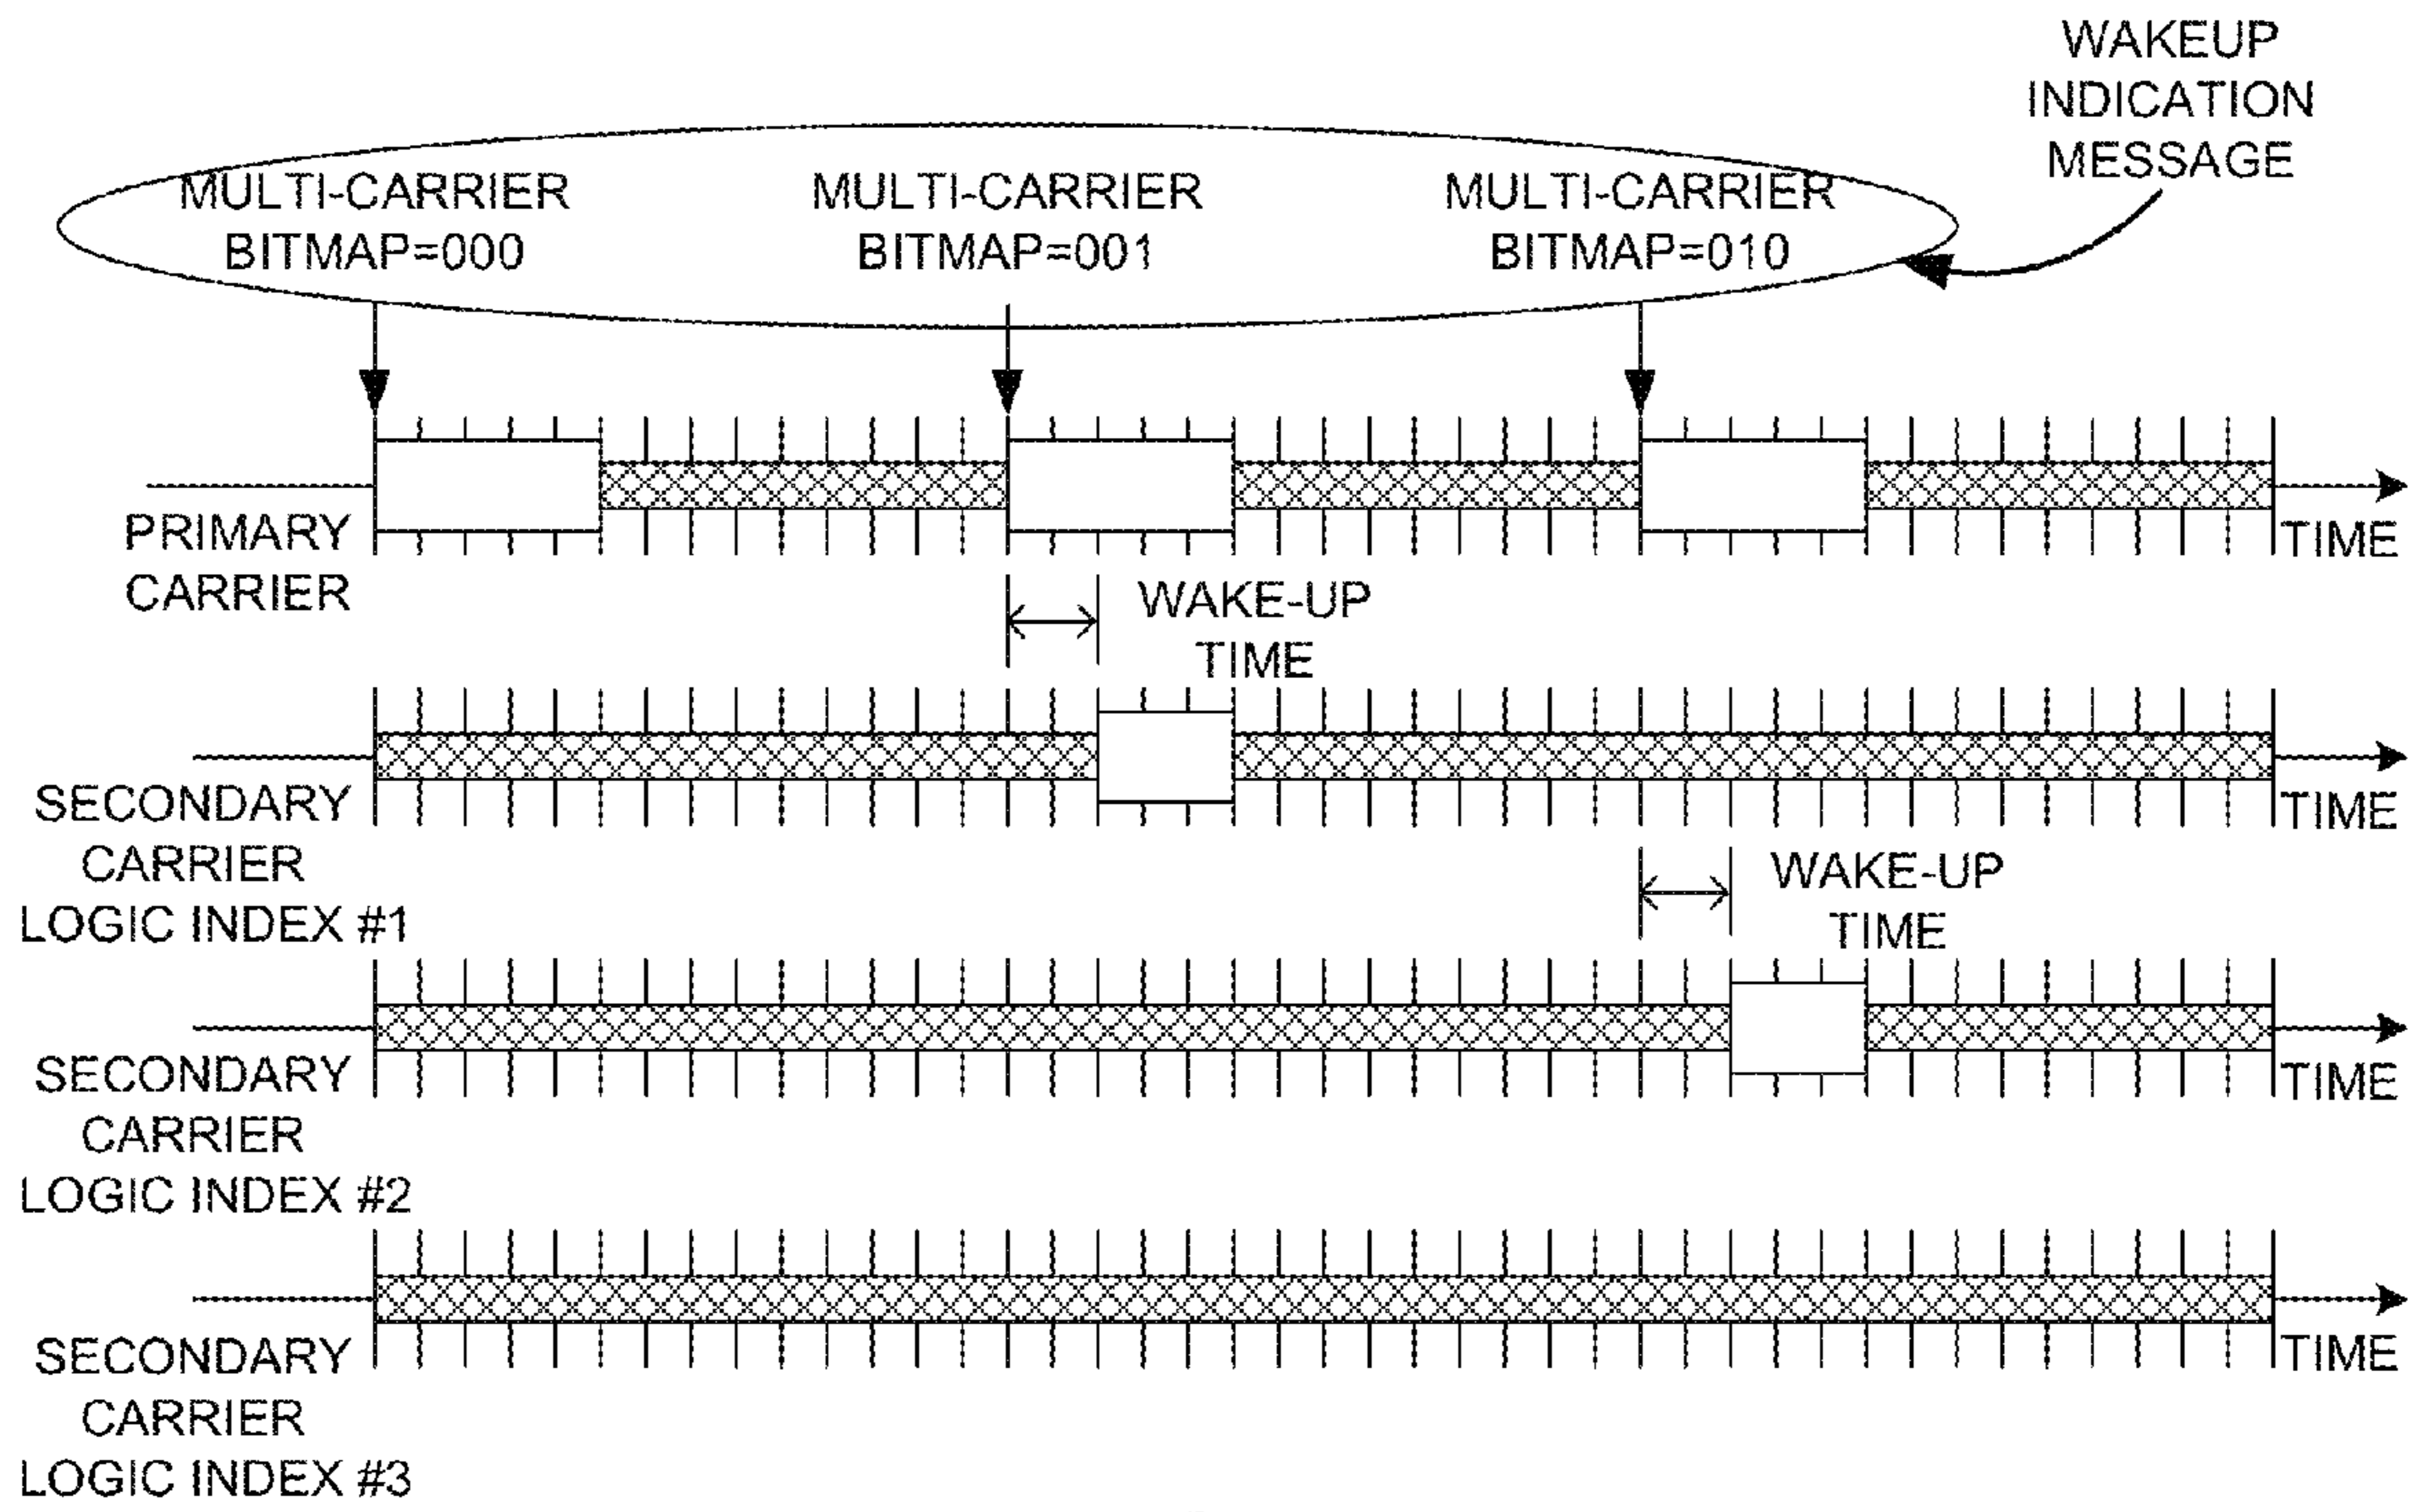 WAKEUP
INDICATION
MESSAGE
MULTI-CARRIER
BITMAP=000
MULTI-CARRIER
BITMAP=001
MULTI-CARRIER
BITMAP=010
PRIMARY
CARRIER
TIME
WAKE-UP
TIME
SECONDARY
CARRIER
LOGIC INDEX #1
TIME
WAKE-UP
TIME
SECONDARY
CARRIER
LOGIC INDEX #2
TIME
SECONDARY
CARRIER
LOGIC INDEX #3
TIME